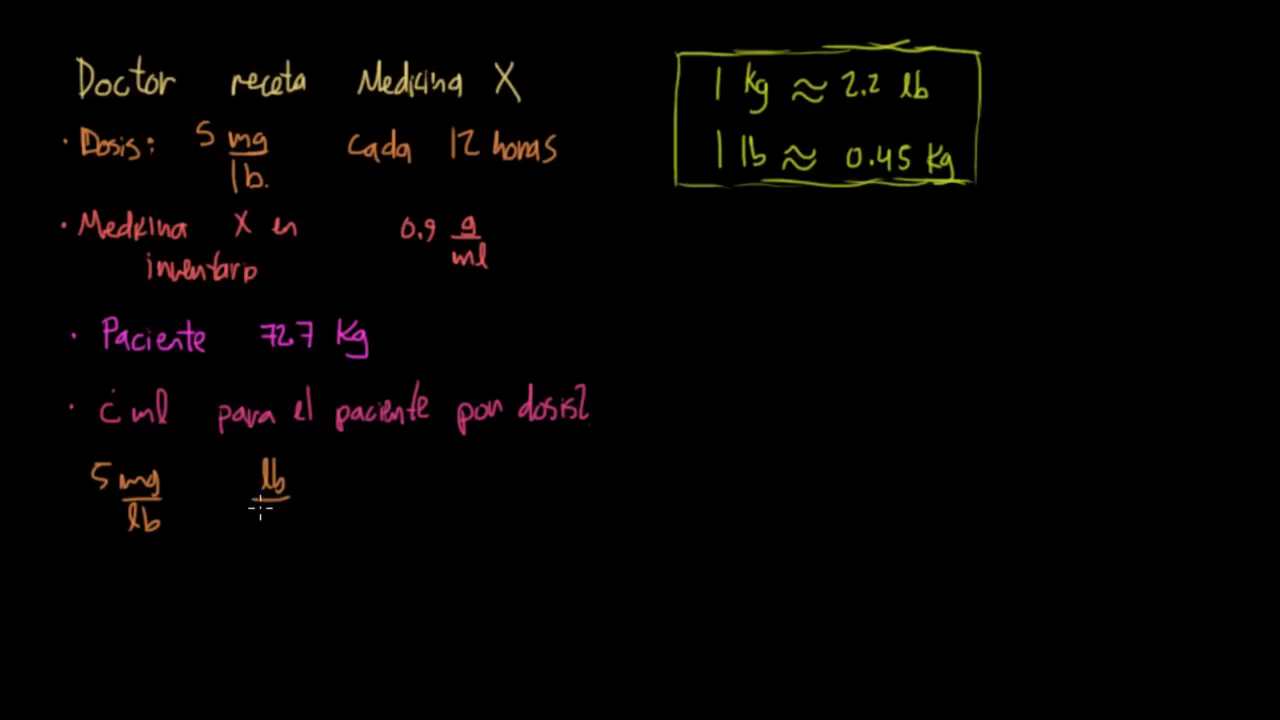 Doctor receta Medicina X
· Dosis: 5 mg/lb. cada 12 horas
· Medicina X en 0.9 g/ml
inventario
· Paciente 72.7 Kg
· ¿ml para el paciente por dosis?
5 mg/lb lb
1 Kg ≈ 2.2 lb
1 lb ≈ 0.45 Kg